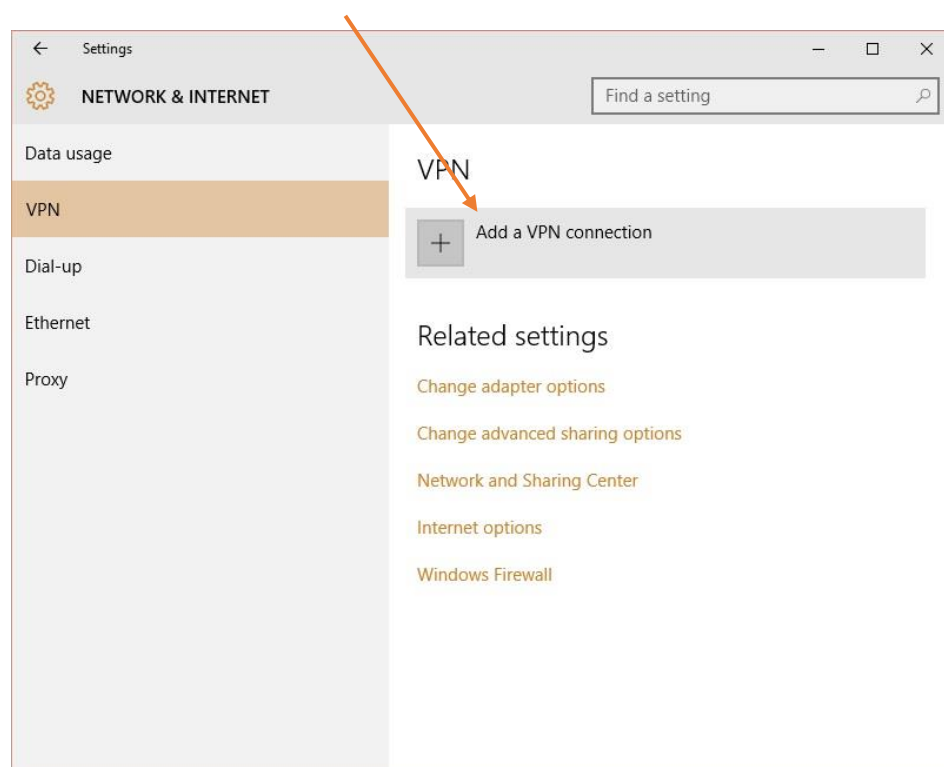 Settings
NETWORK & INTERNET
Find a setting
Data usage
VPN
Dial-up
Ethernet
Proxy
VPN
Add a VPN connection
Related settings
Change adapter options
Change advanced sharing options
Network and Sharing Center
Internet options
Windows Firewall